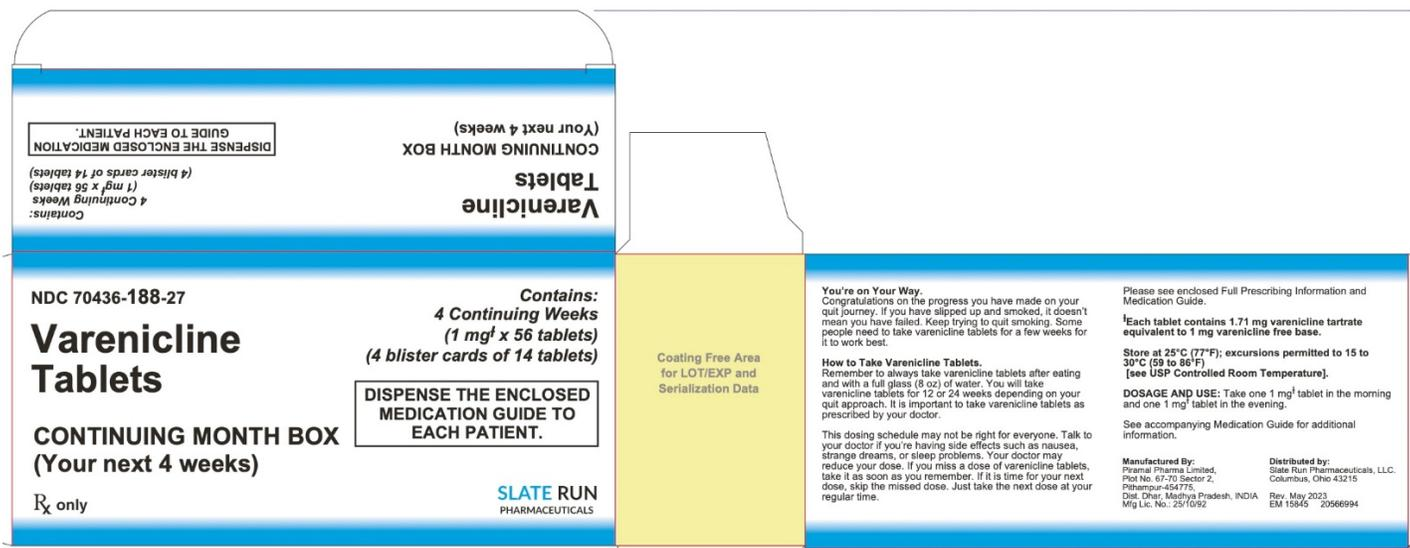 Varenicline
Tablets
CONTINUING MONTH BOX
(Your next 4 weeks)
Contains:
4 Continuing Weeks
(1 mgƗ x 56 tablets)
(4 blister cards of 14 tablets)
DISPENSE THE ENCLOSED MEDICATION
GUIDE TO EACH PATIENT.
NDC 70436-188-27
Varenicline
Tablets
CONTINUING MONTH BOX
(Your next 4 weeks)
Rx only
Contains:
4 Continuing Weeks
(1 mgƗ x 56 tablets)
(4 blister cards of 14 tablets)
DISPENSE THE ENCLOSED
MEDICATION GUIDE TO
EACH PATIENT.
SLATE RUN
PHARMACEUTICALS
Coating Free Area
for LOT/EXP and
Serialization Data
You're on Your Way.
Congratulations on the progress you have made on your
quit journey. If you have slipped up and smoked, it doesn't
mean you have failed. Keep trying to quit smoking. Some
people need to take varenicline tablets for a few weeks for
it to work best.
How to Take Varenicline Tablets.
Remember to always take varenicline tablets after eating
and with a full glass (8 oz) of water. You will take
varenicline tablets for 12 or 24 weeks depending on your
quit approach. It is important to take varenicline tablets as
prescribed by your doctor.
This dosing schedule may not be right for everyone. Talk to
your doctor if you're having side effects such as nausea,
strange dreams, or sleep problems. Your doctor may
reduce your dose. If you miss a dose of varenicline tablets,
take it as soon as you remember. If it is time for your next
dose, skip the missed dose. Just take the next dose at your
regular time.
Please see enclosed Full Prescribing Information and
Medication Guide.
ƗEach tablet contains 1.71 mg varenicline tartrate
equivalent to 1 mg varenicline free base.
Store at 25°C (77°F); excursions permitted to 15 to
30°C (59 to 86°F)
[see USP Controlled Room Temperature].
DOSAGE AND USE: Take one 1 mgƗ tablet in the morning
and one 1 mgƗ tablet in the evening.
See accompanying Medication Guide for additional
information.
Manufactured By:
Piramal Pharma Limited,
Plot No. 67-70 Sector 2,
Pithampur-454775,
Dist. Dhar, Madhya Pradesh, INDIA
Mfg Lic. No.: 25/10/92
Distributed by:
Slate Run Pharmaceuticals, LLC.
Columbus, Ohio 43215
Rev. May 2023
EM 15845 20566994